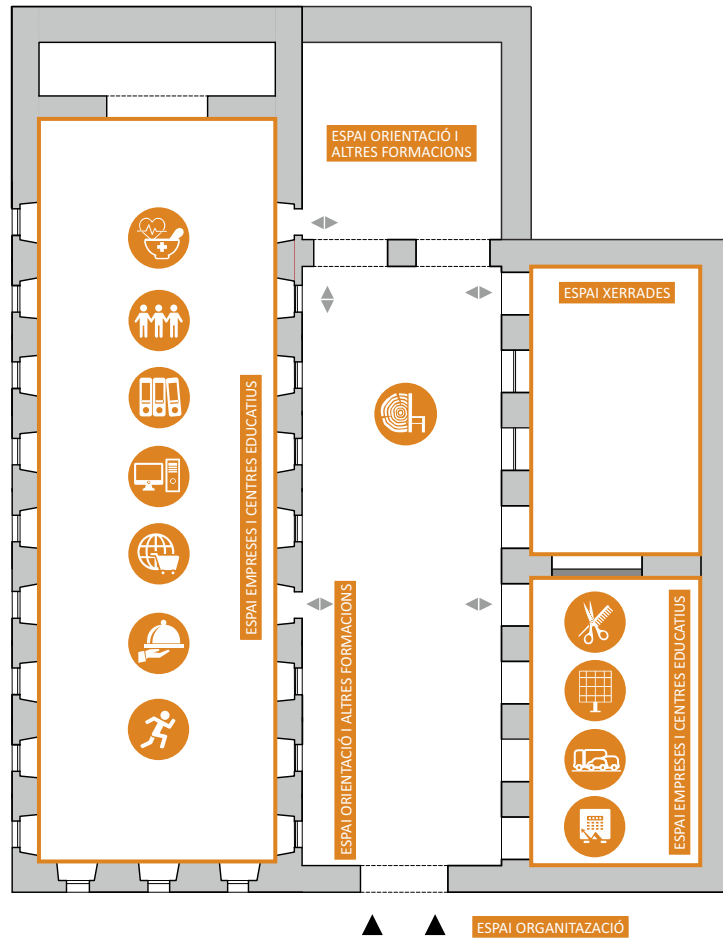 ESPAI ORIENTACIÓ I
ALTRES FORMACIONS
ESPAI XERRADES
ESPAI EMPRESES I CENTRES EDUCATIUS
ESPAI ORIENTACIÓ I ALTRES FORMACIONS
ESPAI EMPRESES I CENTRES EDUCATIUS
ESPAI ORGANITAZACIÓ